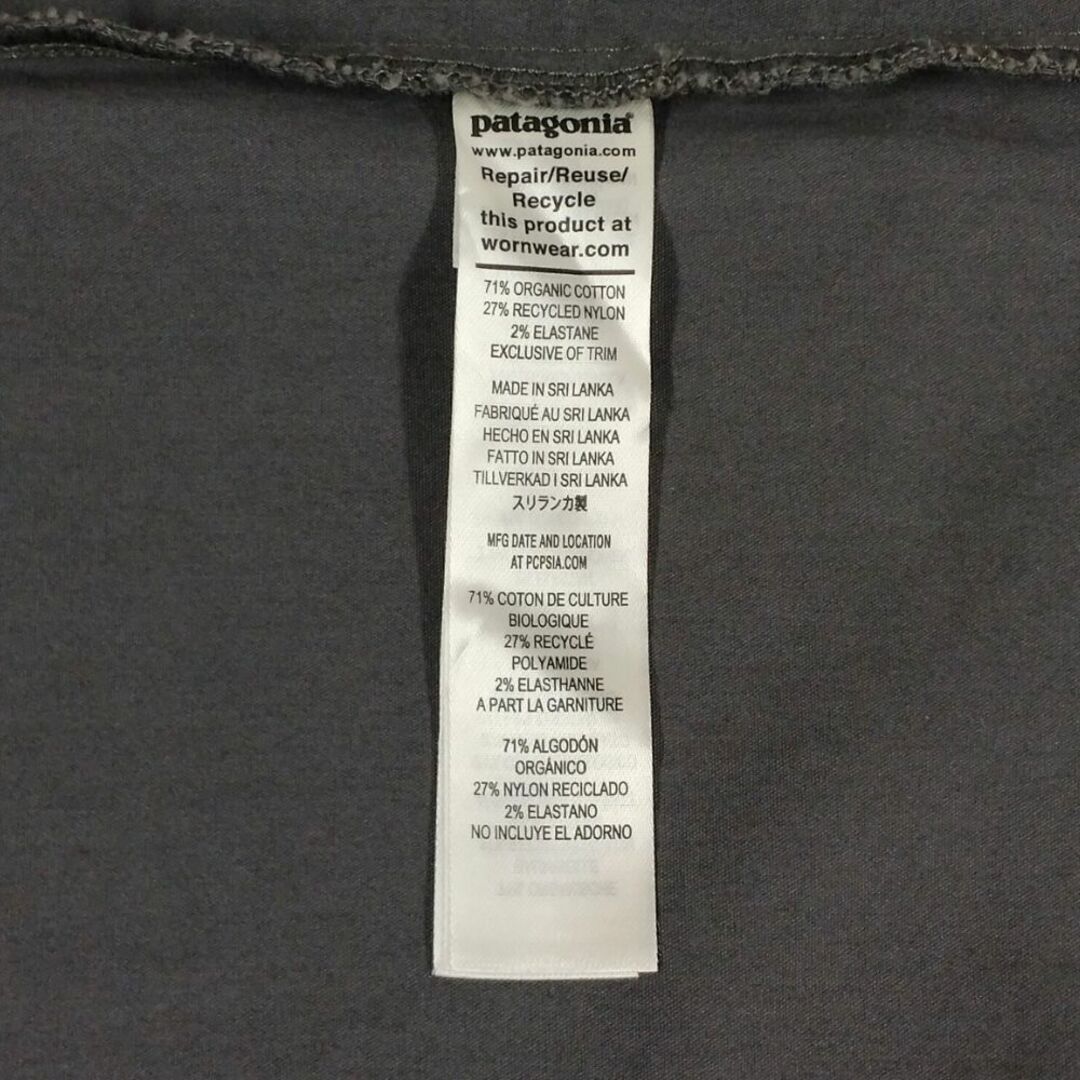 patagonia®
www.patagonia.com
Repair/Reuse/
Recycle
this product at
wornwear.com
71% ORGANIC COTTON
27% RECYCLED NYLON
2% ELASTANE
EXCLUSIVE OF TRIM
MADE IN SRI LANKA
FABRIQUÉ AU SRI LANKA
HECHO EN SRI LANKA
FATTO IN SRI LANKA
TILLVERKAD I SRI LANKA
スリランカ製
MFG DATE AND LOCATION
AT PCPSIA.COM
71% COTON DE CULTURE
BIOLOGIQUE
27% RECYCLÉ
POLYAMIDE
2% ELASTHANNE
A PART LA GARNITURE
71% ALGODÓN
ORGÁNICO
27% NYLON RECICLADO
2% ELASTANO
NO INCLUYE EL ADORNO